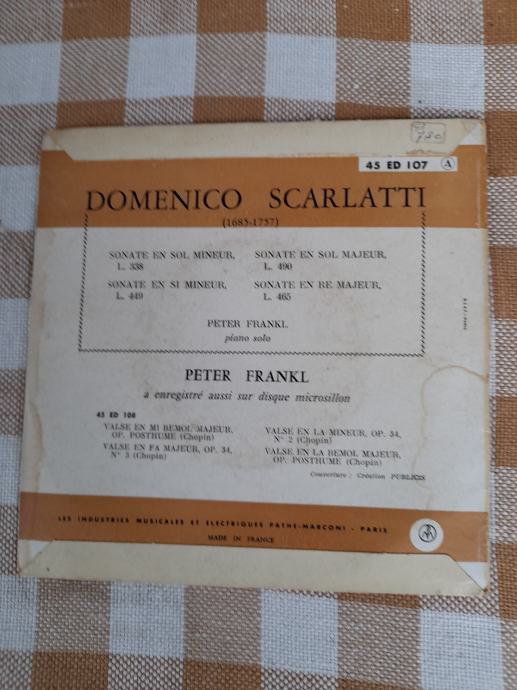 780
45 ED 107 A
DOMENICO SCARLATTI
(1685-1757)
SONATE EN SOL MINEUR,
L. 338
SONATE EN SOL MAJEUR,
L. 490
SONATE EN SI MINEUR,
L. 449
SONATE EN RE MAJEUR,
L. 465
PETER FRANKL
piano solo
PETER FRANKL
a enregistré aussi sur disque microsillon
45 ED 108
VALSE EN MI BEMOL MAJEUR,
OP. POSTHUME (Chopin)
VALSE EN FA MAJEUR, OP. 34,
N° 3 (Chopin)
VALSE EN LA MINEUR, OP. 34,
N° 2 (Chopin)
VALSE EN LA BEMOL MAJEUR,
OP. POSTHUME (Chopin)
Couverture : Création PUBLICIS
LES INDUSTRIES MUSICALES ET ELECTRIQUES PATHE-MARCONI - PARIS
MADE IN FRANCE